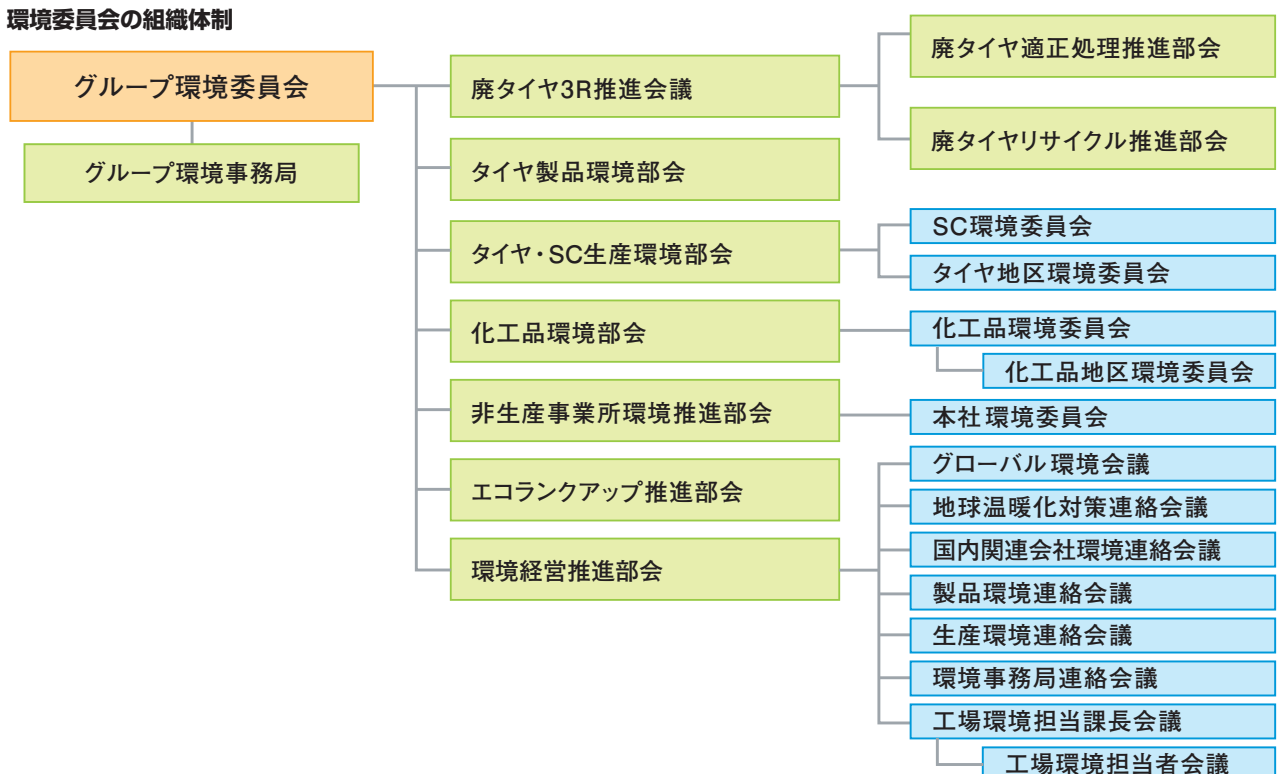 環境委員会の組織体制
グループ環境委員会
グループ環境事務局
廃タイヤ3R推進会議
廃タイヤ適正処理推進部会
廃タイヤリサイクル推進部会
タイヤ製品環境部会
タイヤ・SC生産環境部会
SC環境委員会
タイヤ地区環境委員会
化工品環境部会
化工品環境委員会
化工品地区環境委員会
非生産事業所環境推進部会
本社環境委員会
エコランクアップ推進部会
環境経営推進部会
グローバル環境会議
地球温暖化対策連絡会議
国内関連会社環境連絡会議
製品環境連絡会議
生産環境連絡会議
環境事務局連絡会議
工場環境担当課長会議
工場環境担当者会議